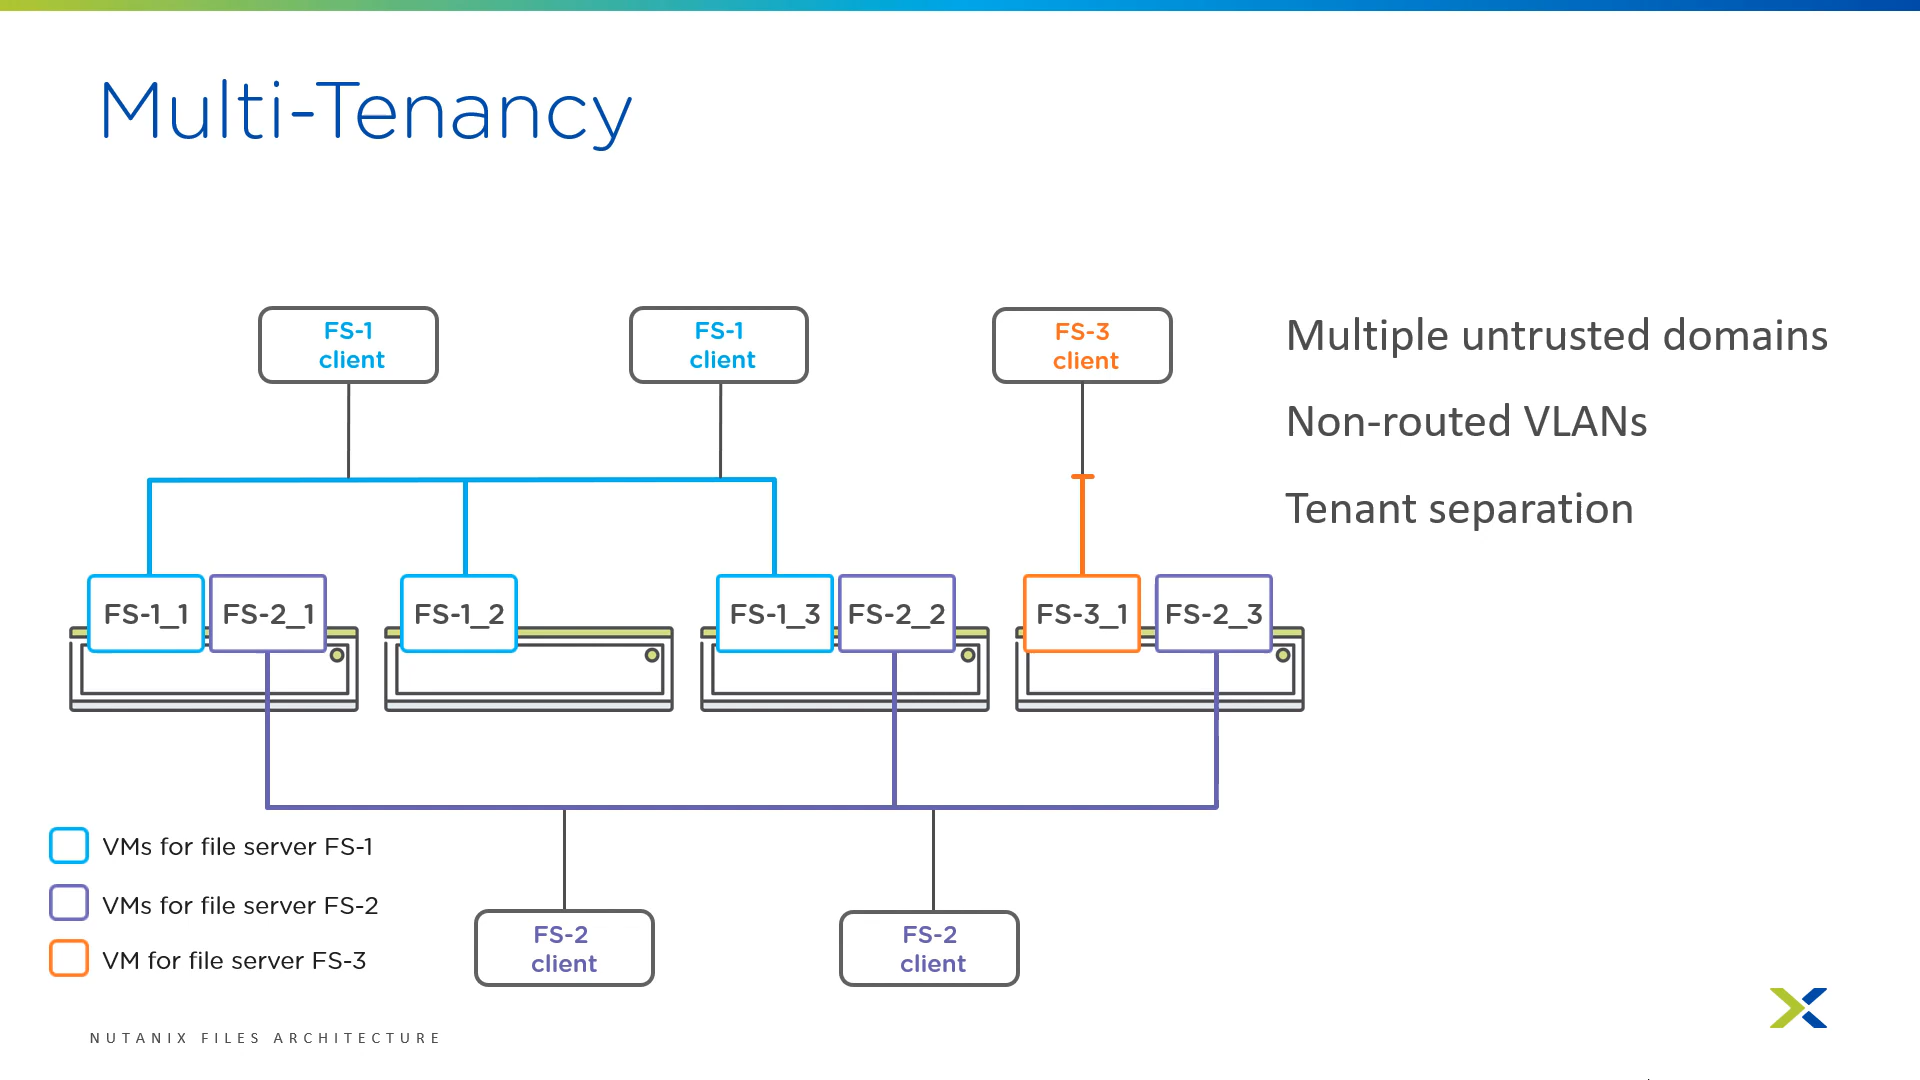 Multi-Tenancy
FS-1
client
FS-1
client
FS-3
client
Multiple untrusted domains
Non-routed VLANs
Tenant separation
FS-1_1
FS-2_1
FS-1_2
FS-1_3
FS-2_2
FS-3_1
FS-2_3
VMs for file server FS-1
VMs for file server FS-2
VM for file server FS-3
FS-2
client
FS-2
client
NUTANIX FILES ARCHITECTURE